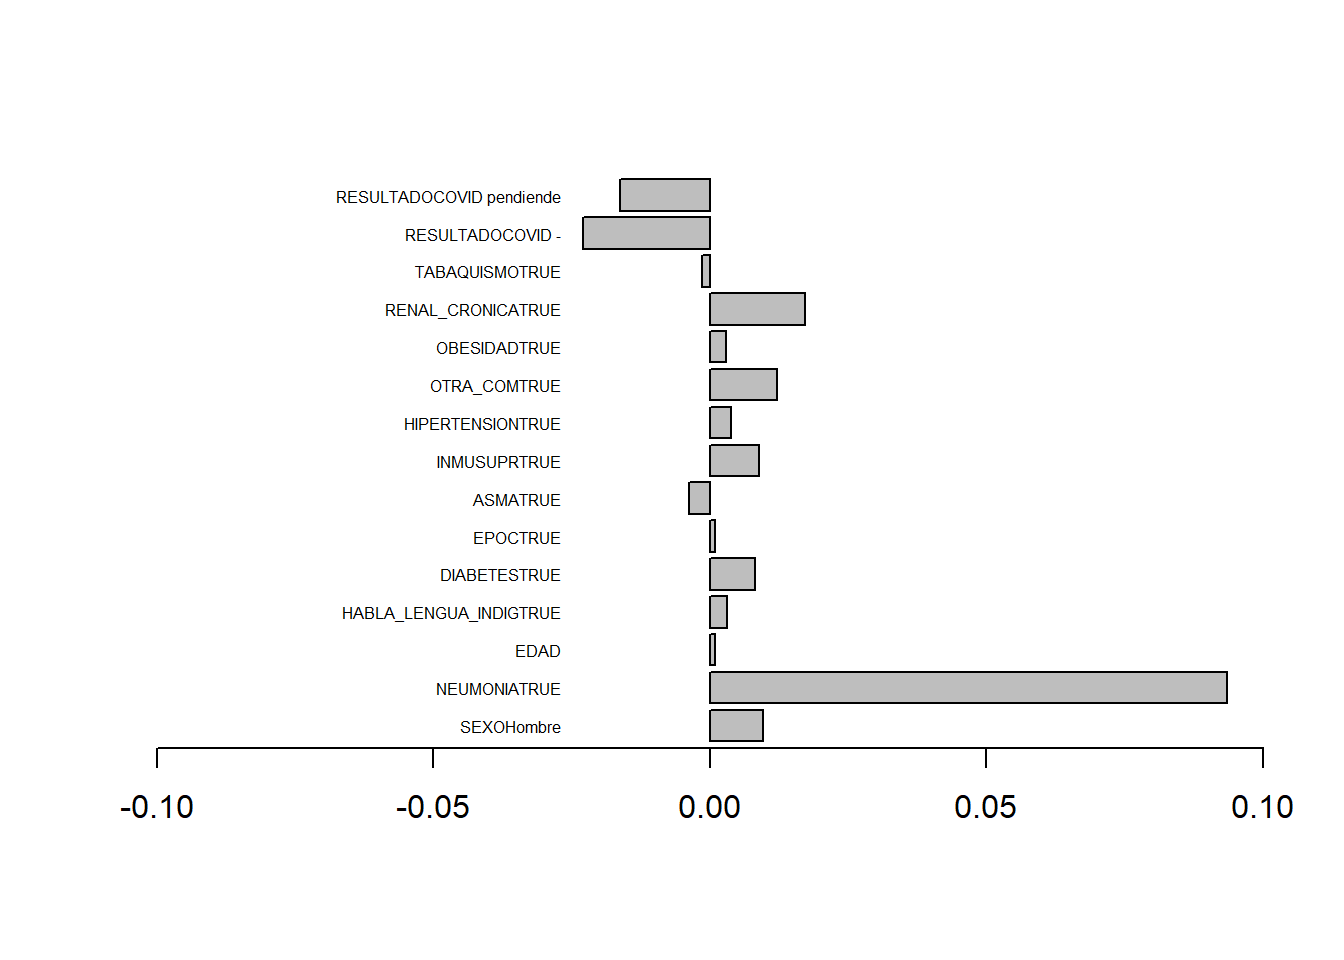 RESULTADOCOVID pendiende
RESULTADOCOVID -
TABAQUISMOTRUE
RENAL_CRONICATRUE
OBESIDADTRUE
OTRA_COMTRUE
HIPERTENSIONTRUE
INMUSUPRTRUE
ASMATRUE
EPOCTRUE
DIABETESTRUE
HABLA_LENGUA_INDIGTRUE
EDAD
NEUMONIATRUE
SEXOHombre
-0.10 -0.05 0.00 0.05 0.10